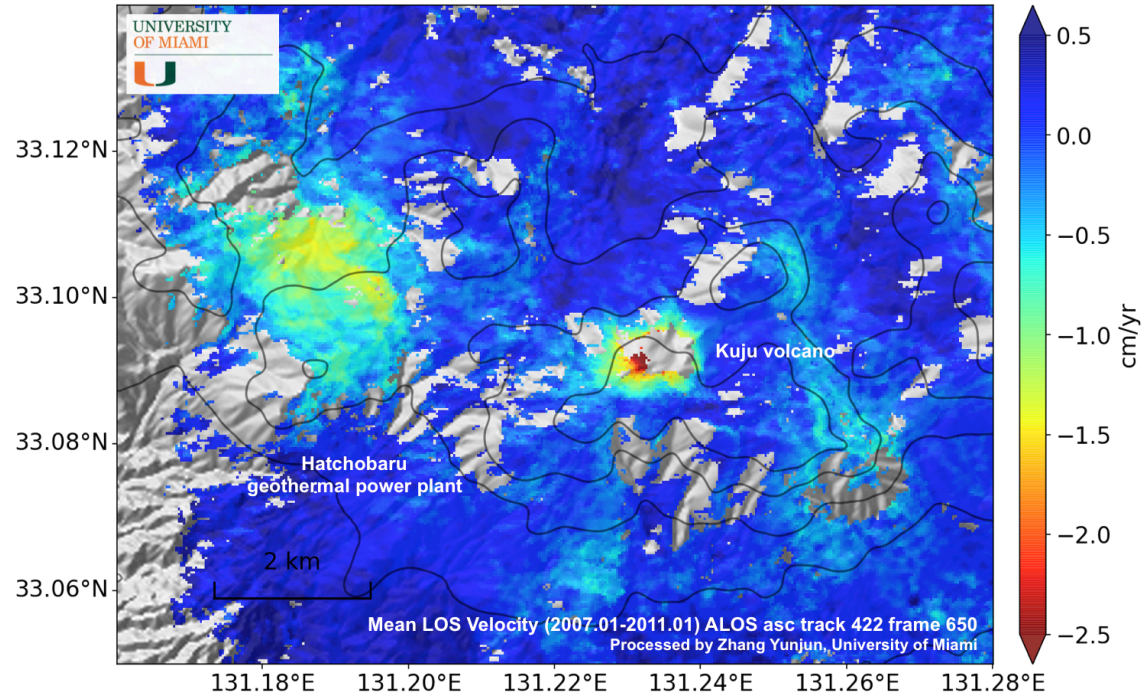 UNIVERSITY
OF MIAMI
33.12°N
33.10°N
33.08°N
33.06°N
Kuju volcano
Hatchobaru
geothermal power plant
2 km
Mean LOS Velocity (2007.01-2011.01) ALOS asc track 422 frame 650
Processed by Zhang Yunjun, University of Miami
131.18°E
131.20°E
131.22°E
131.24°E
131.26°E
131.28°E
0.5
0.0
−0.5
−1.0
−1.5
−2.0
−2.5
cm/yr